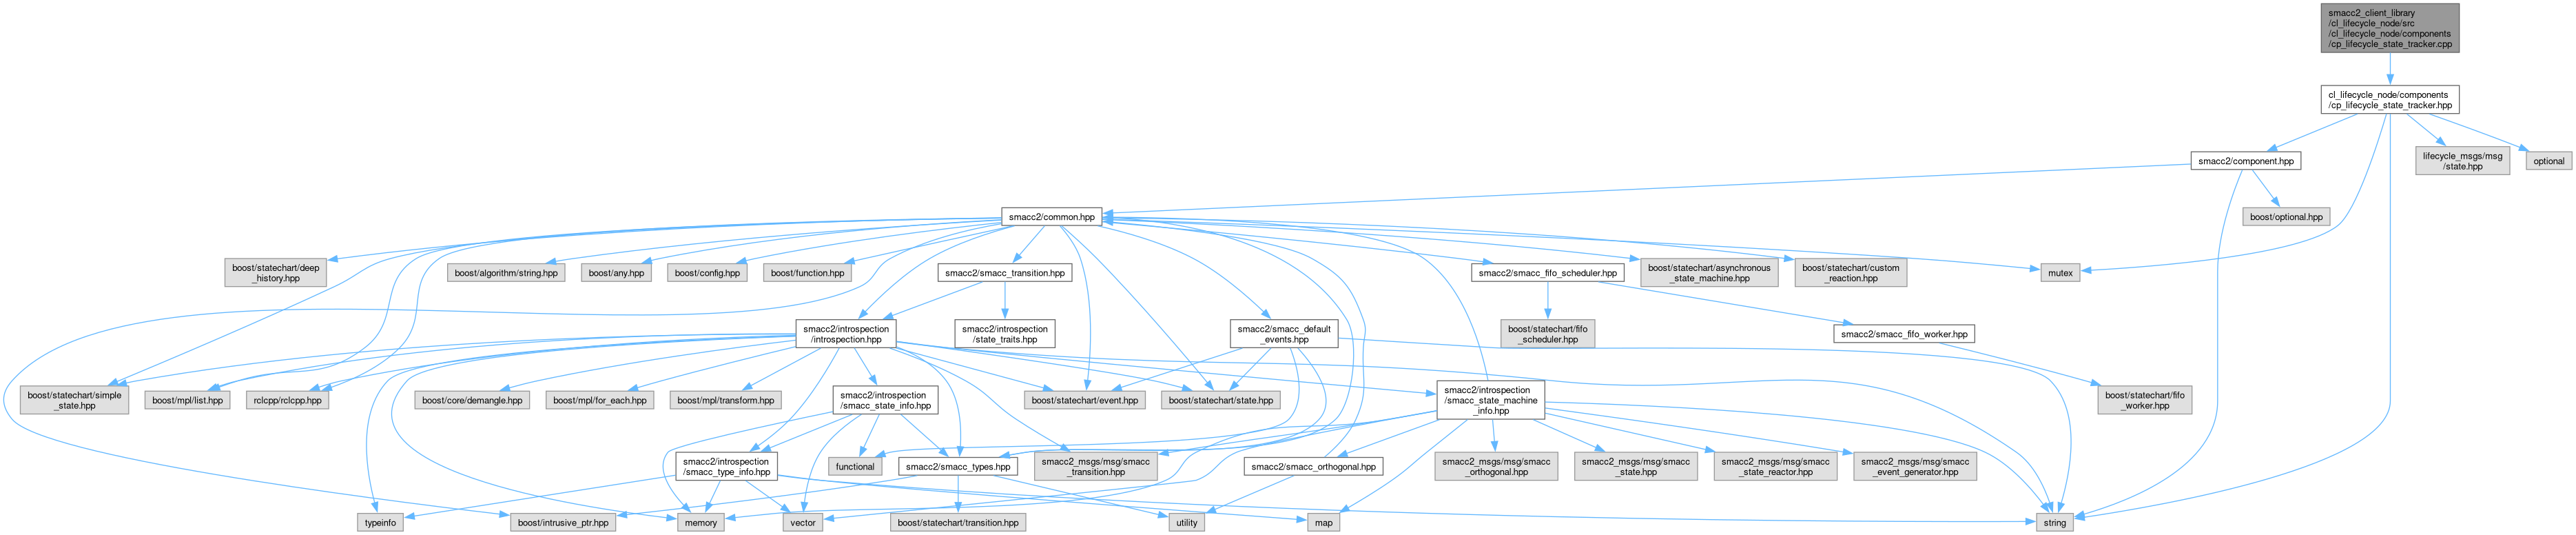 smacc2_client_library
/cl_lifecycle_node/src
/cl_lifecycle_node/components
/cp_lifecycle_state_tracker.cpp
cl_lifecycle_node/components
/cp_lifecycle_state_tracker.hpp
smacc2/component.hpp
lifecycle_msgs/msg
/state.hpp
optional
smacc2/common.hpp
boost/optional.hpp
boost/statechart/deep
_history.hpp
boost/algorithm/string.hpp
boost/any.hpp
boost/config.hpp
boost/function.hpp
smacc2/smacc_transition.hpp
smacc2/smacc_fifo_scheduler.hpp
boost/statechart/asynchronous
_state_machine.hpp
boost/statechart/custom
_reaction.hpp
mutex
smacc2/introspection
/introspection.hpp
smacc2/introspection
/state_traits.hpp
smacc2/smacc_default
_events.hpp
boost/statechart/fifo
_scheduler.hpp
smacc2/smacc_fifo_worker.hpp
boost/statechart/simple
_state.hpp
boost/mpl/list.hpp
rclcpp/rclcpp.hpp
boost/core/demangle.hpp
boost/mpl/for_each.hpp
boost/mpl/transform.hpp
smacc2/introspection
/smacc_state_info.hpp
boost/statechart/event.hpp
boost/statechart/state.hpp
smacc2/introspection
/smacc_state_machine
_info.hpp
boost/statechart/fifo
_worker.hpp
smacc2/introspection
/smacc_type_info.hpp
functional
smacc2/smacc_types.hpp
smacc2_msgs/msg/smacc
_transition.hpp
smacc2/smacc_orthogonal.hpp
smacc2_msgs/msg/smacc
_orthogonal.hpp
smacc2_msgs/msg/smacc
_state.hpp
smacc2_msgs/msg/smacc
_state_reactor.hpp
smacc2_msgs/msg/smacc
_event_generator.hpp
typeinfo
boost/intrusive_ptr.hpp
memory
vector
boost/statechart/transition.hpp
utility
map
string